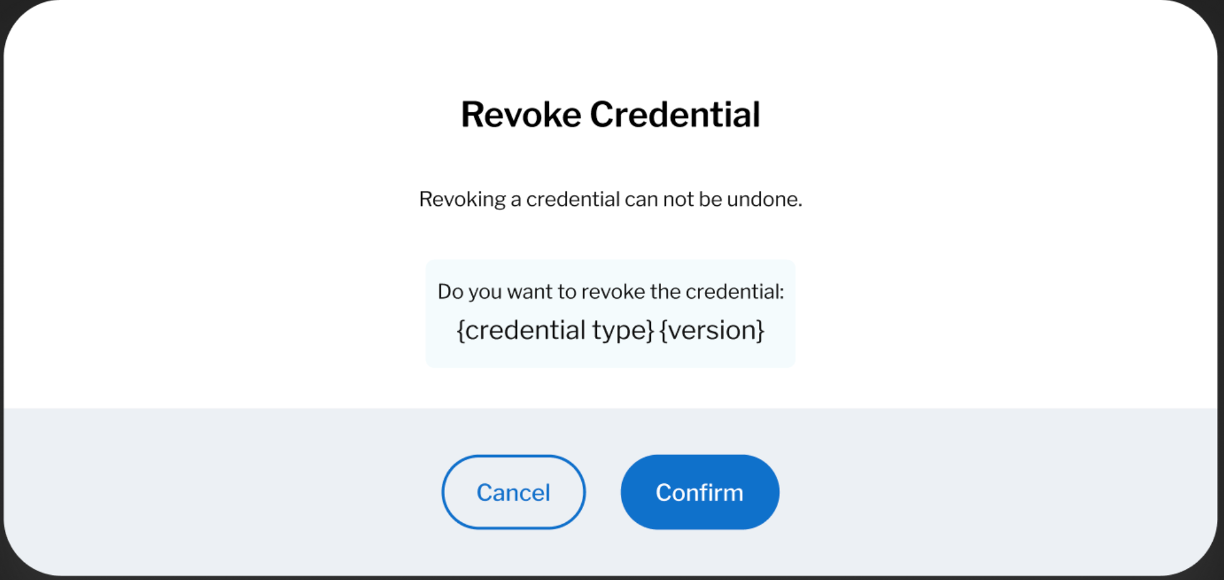 Revoke Credential
Revoking a credential can not be undone.
Do you want to revoke the credential:
{credential type} {version}
Cancel
Confirm